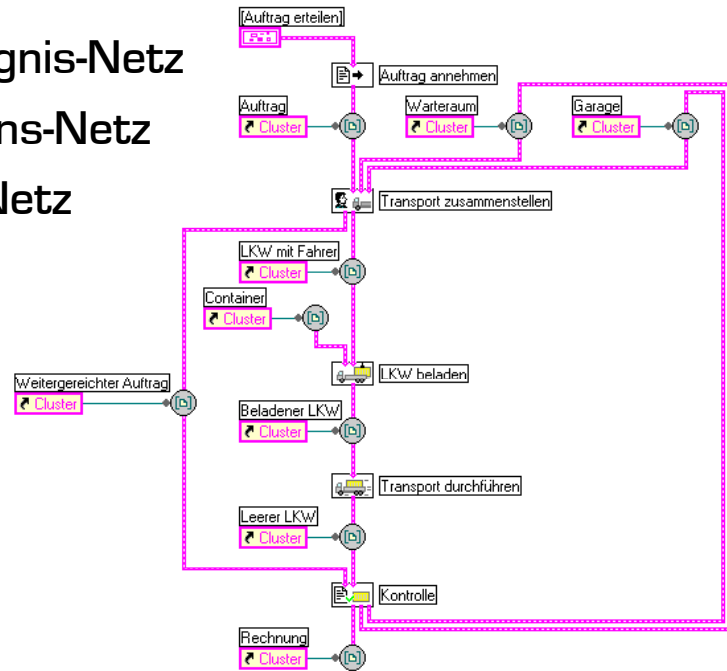 [Auftrag erteilen]
gnis-Netz
Auftrag annehmen
Auftrag
Cluster
Warteraum
Cluster
Garage
Cluster
ns-Netz
Netz
Transport zusammenstellen
LKW mit Fahrer
Cluster
Container
Cluster
LKW beladen
Weitergereichter Auftrag
Cluster
Beladener LKW
Cluster
Transport durchführen
Leerer LKW
Cluster
Kontrolle
Rechnung
Cluster